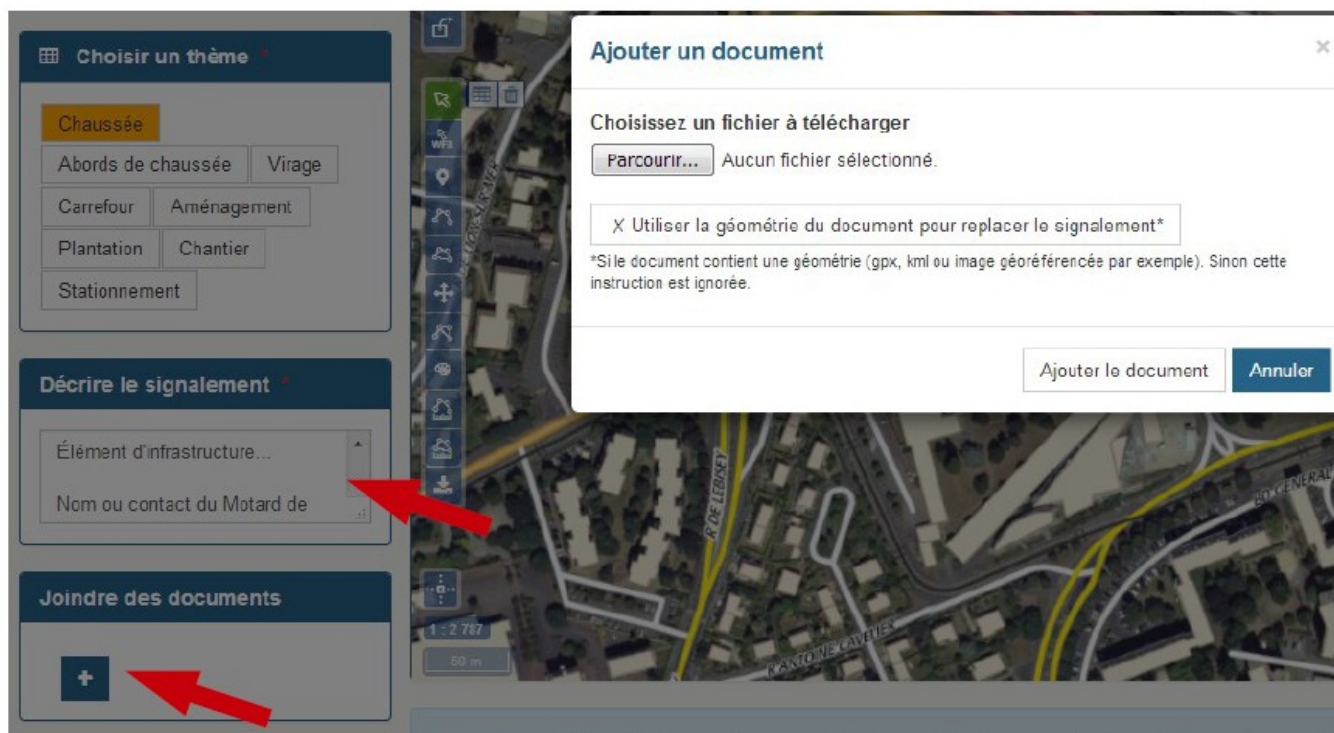 Choisir un thème *
Chaussée
Abords de chaussée
Virage
Carrefour
Aménagement
Plantation
Chantier
Stationnement
Décrire le signalement *
Élément d'infrastructure...
Nom ou contact du Motard de
Joindre des documents
+
WFS
1 : 2 787
50 m
Ajouter un document
×
Choisissez un fichier à télécharger
Parcourir... Aucun fichier sélectionné.
X Utiliser la géométrie du document pour replacer le signalement*
*Si le document contient une géométrie (gpx, kml ou image géoréférencée par exemple). Sinon cette
instruction est ignorée.
Ajouter le document
Annuler
R DE LEBISEY
R ANTOINE CAVELIER
BD GENERAL